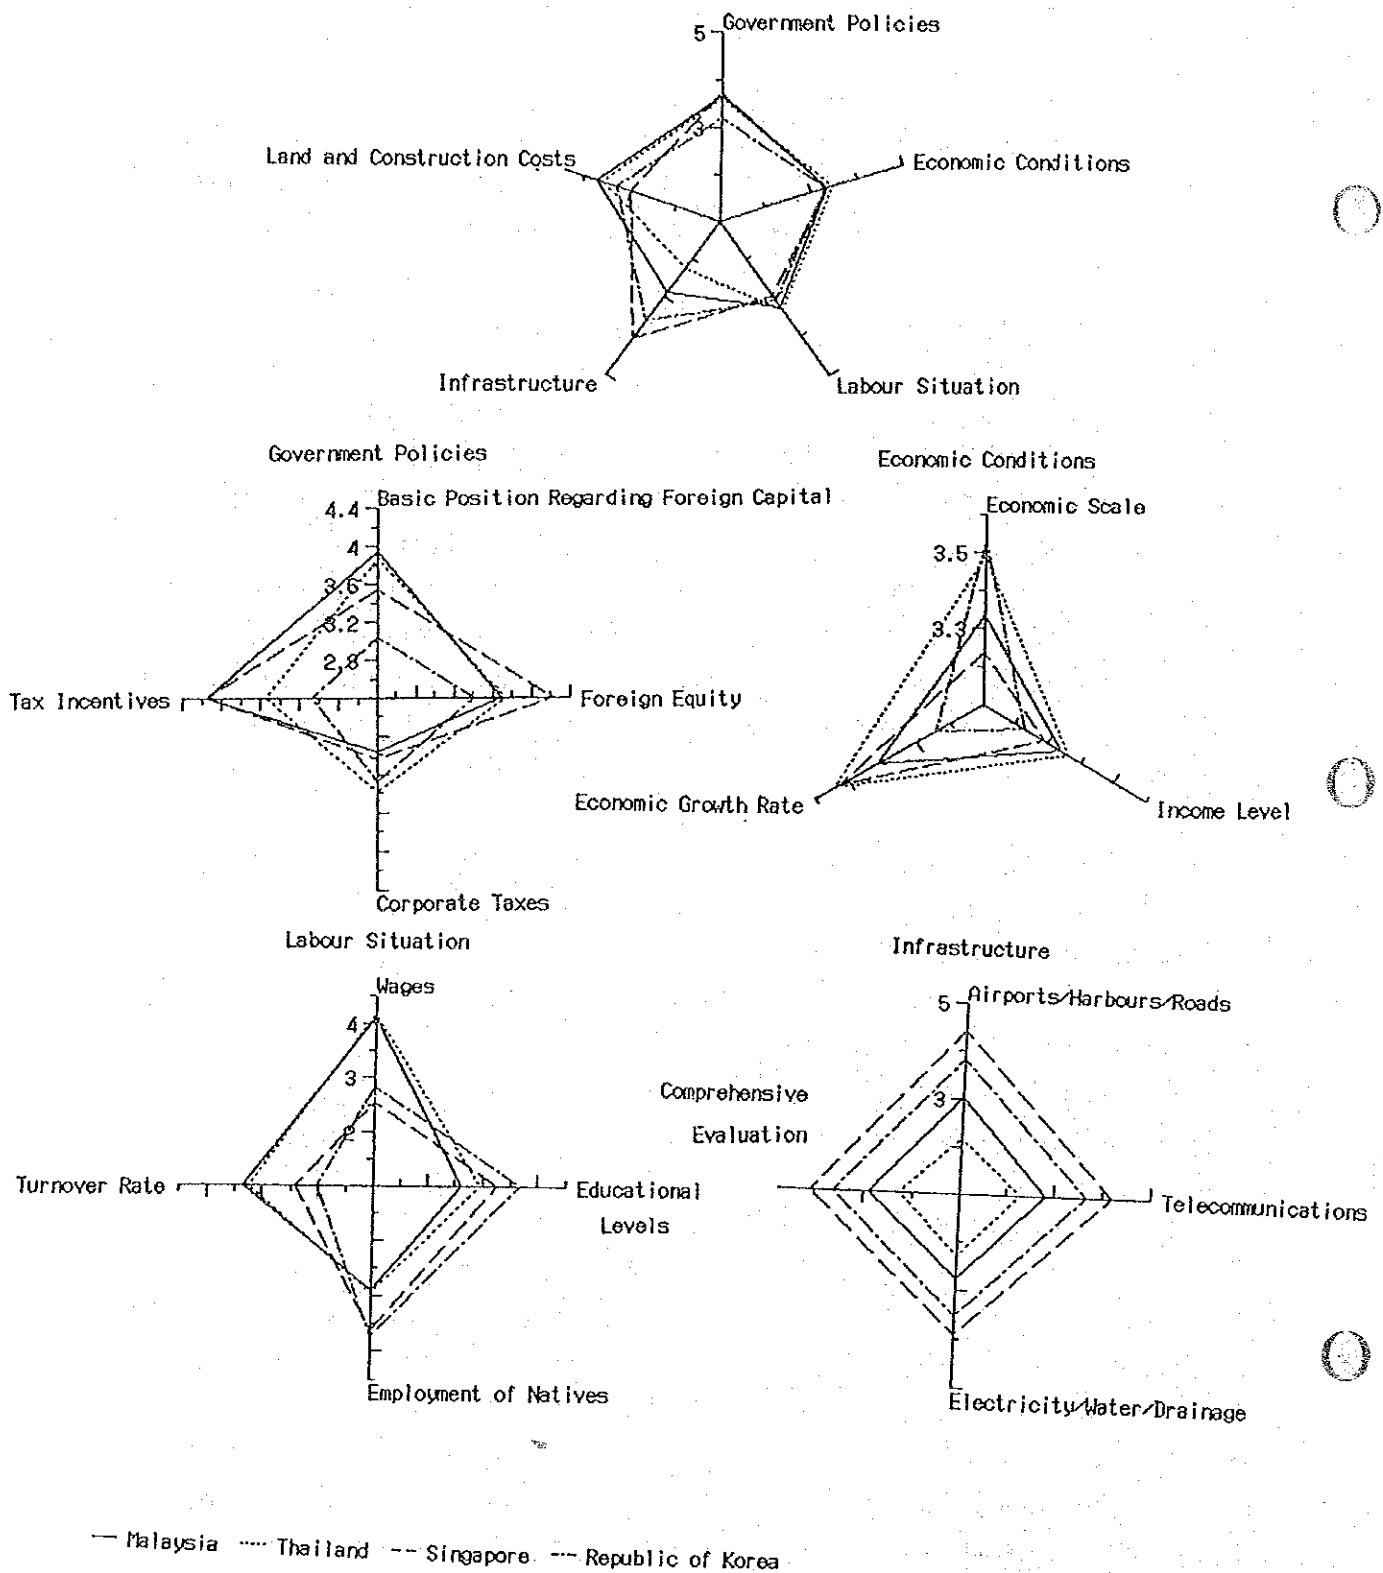 Government Policies
5
3
Land and Construction Costs
Economic Conditions
Infrastructure
Labour Situation
Government Policies
Economic Conditions
Basic Position Regarding Foreign Capital
4.4
4
3.6
3.2
2.8
Tax Incentives
Foreign Equity
Corporate Taxes
Economic Scale
3.5
3.3
Economic Growth Rate
Income Level
Labour Situation
Infrastructure
Wages
4
3
2
Turnover Rate
Educational
Levels
Employment of Natives
Airports/Harbours/Roads
5
3
Comprehensive
Evaluation
Telecommunications
Electricity/Water/Drainage
— Malaysia ..... Thailand -- Singapore --- Republic of Korea